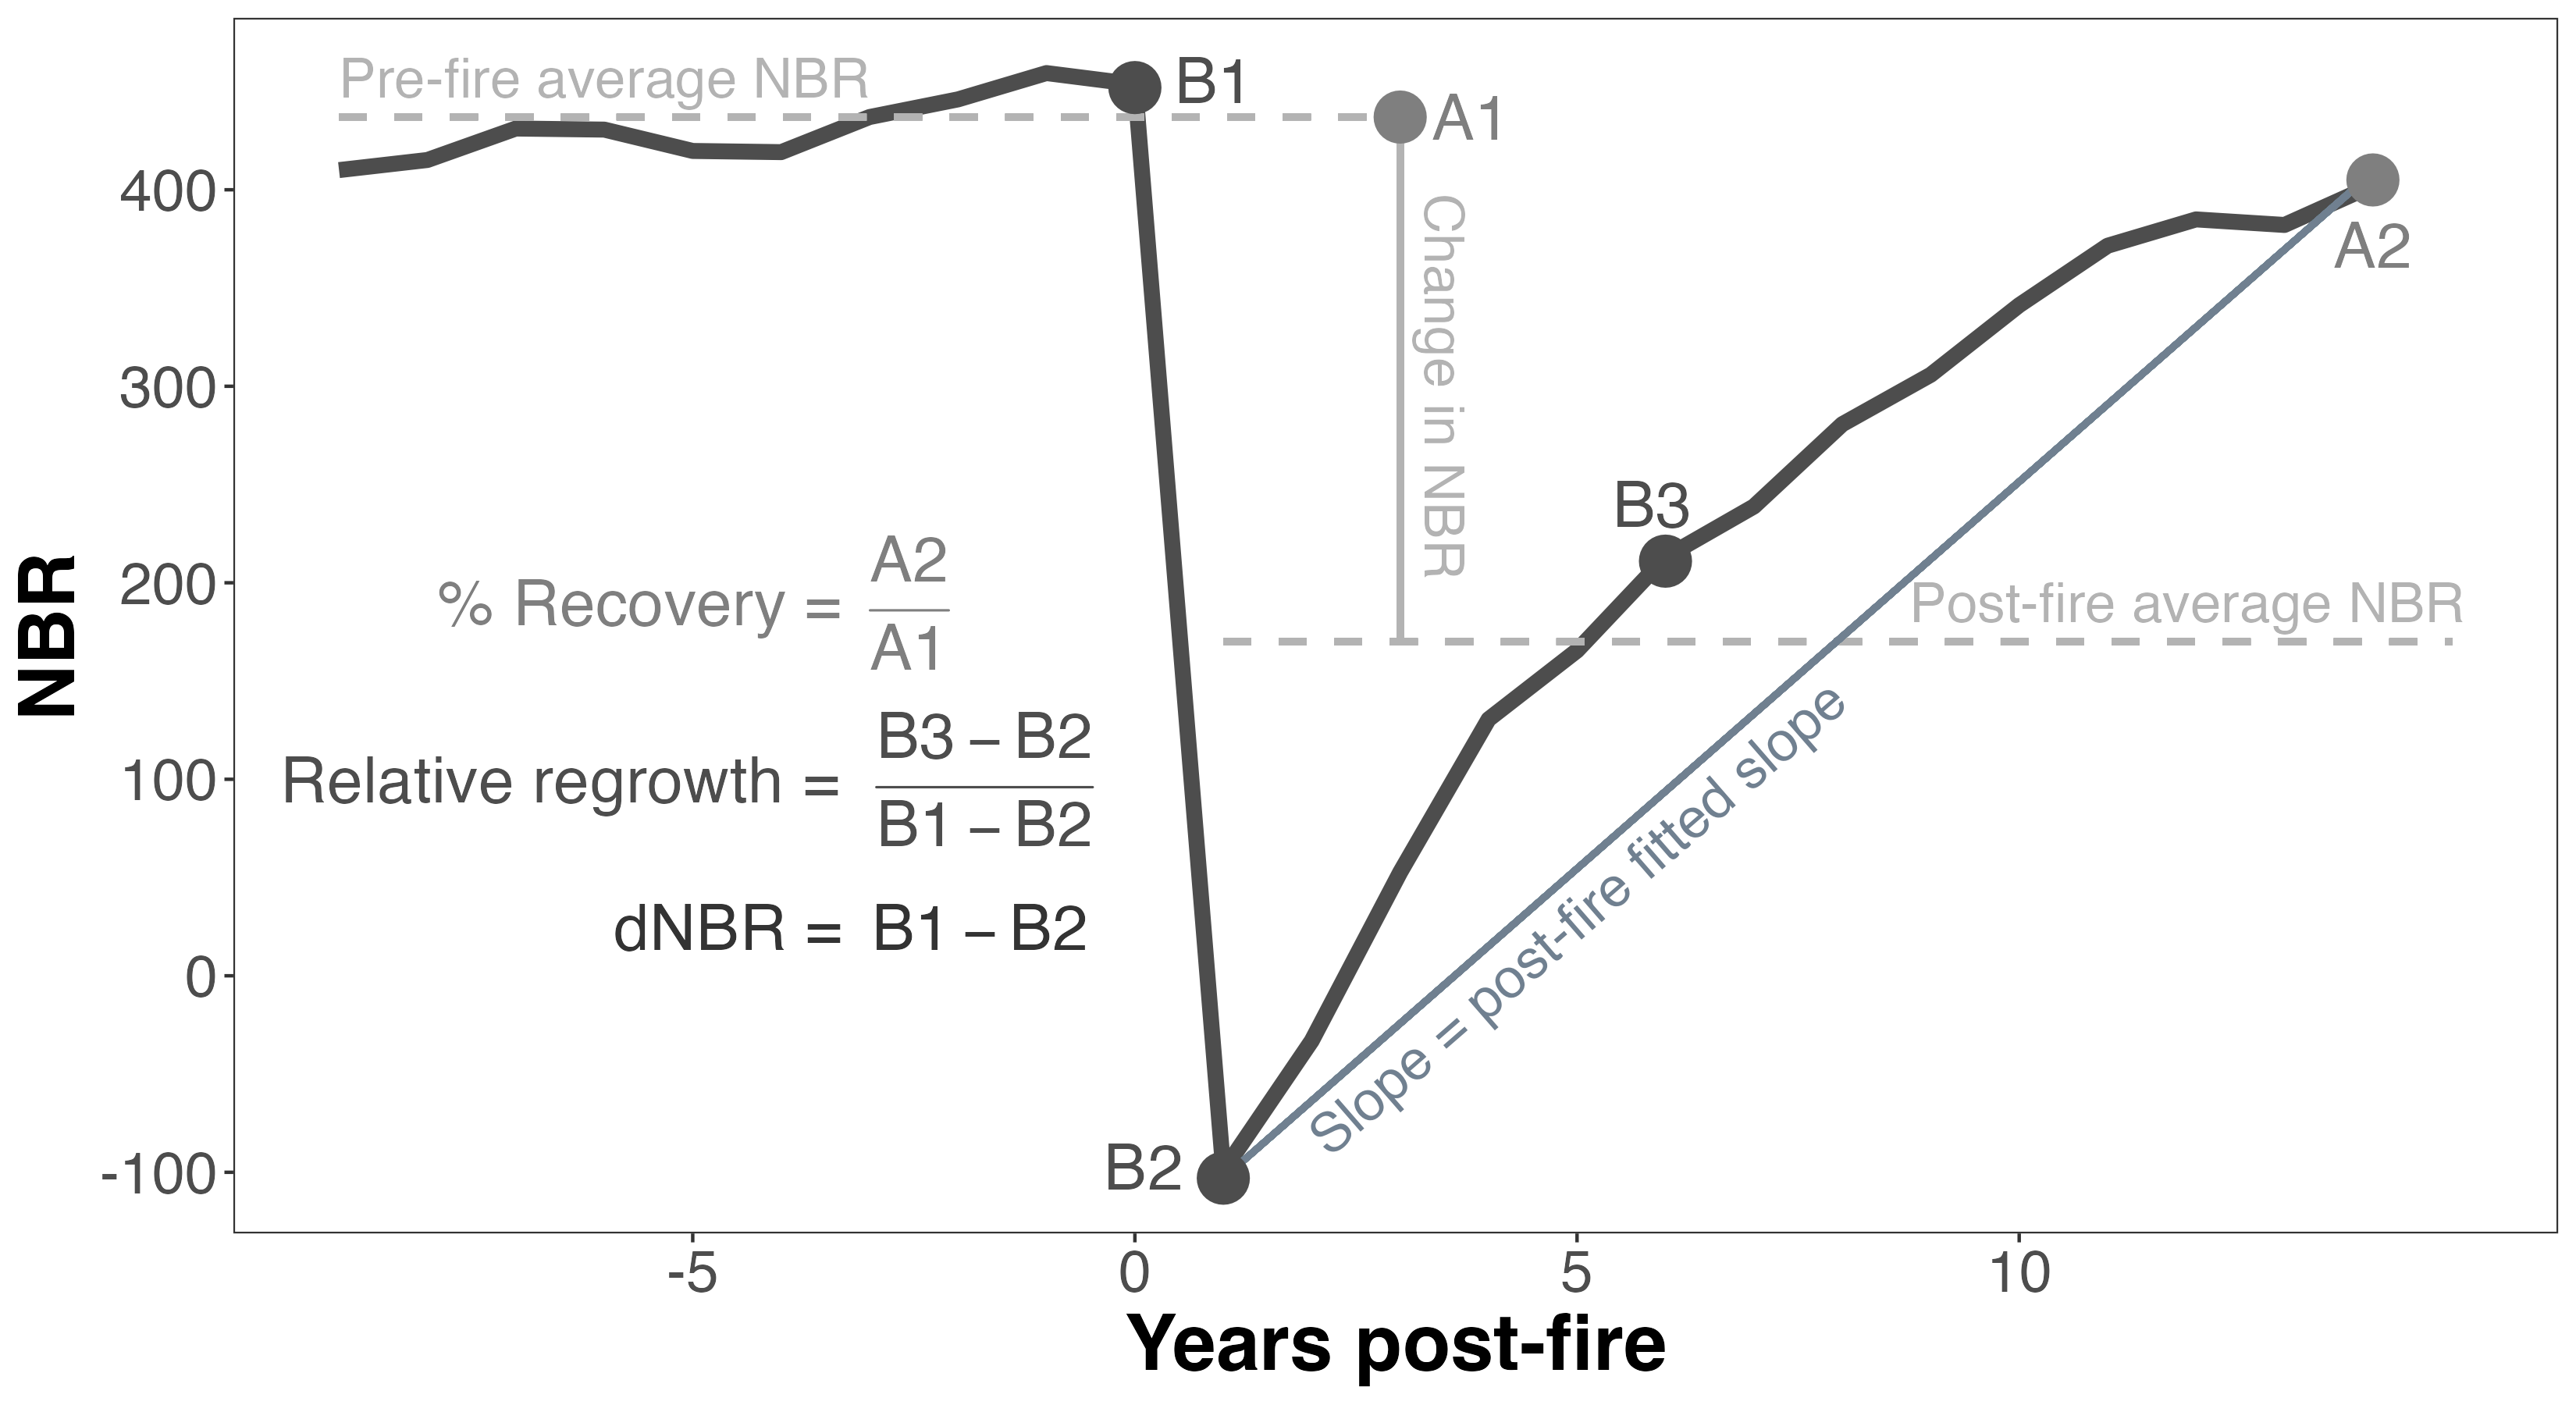 Pre-fire average NBR
B1
A1
A2
Change in NBR
B3
Post-fire average NBR
% Recovery = A2
A1
Relative regrowth = B3 – B2
B1 – B2
dNBR = B1 – B2
Slope = post-fire fitted slope
B2
NBR
400
300
200
100
0
-100
-5
0
5
10
Years post-fire